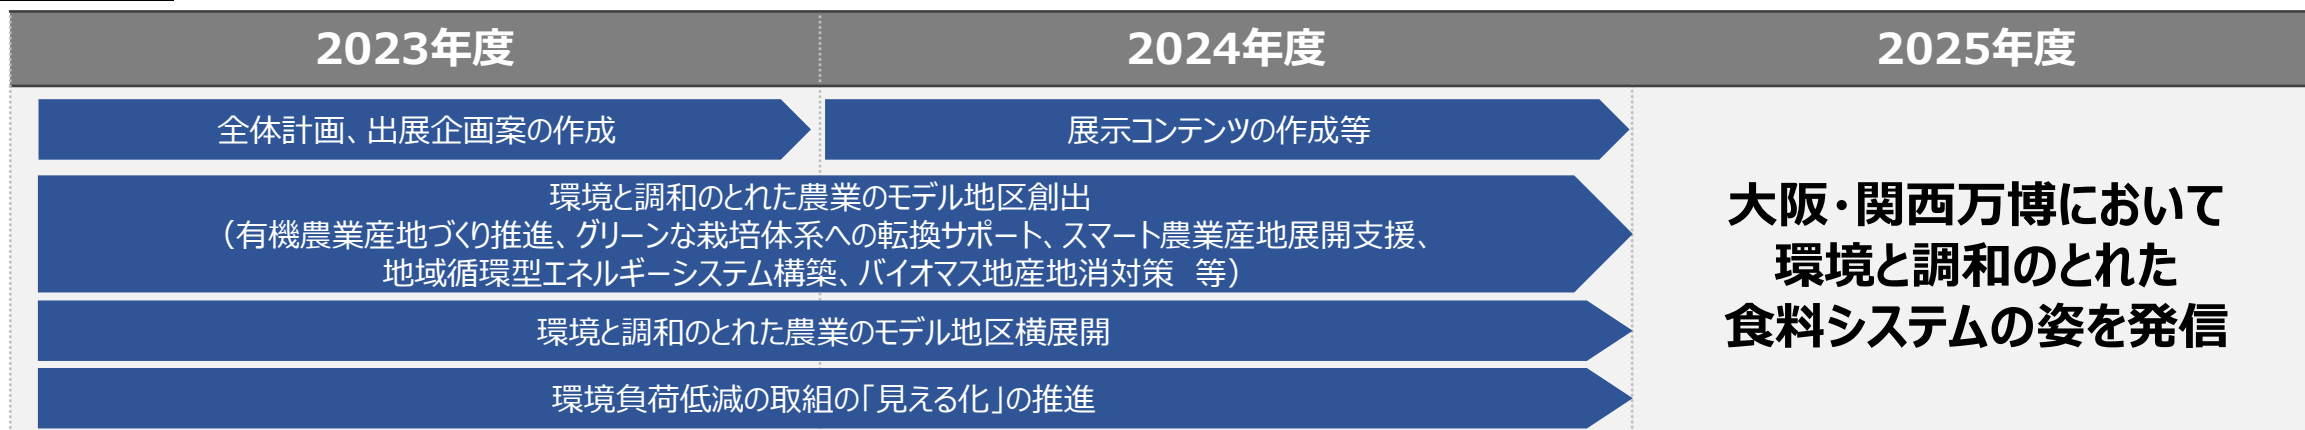 2023年度
2024年度
2025年度
全体計画、出展企画案の作成
展示コンテンツの作成等
環境と調和のとれた農業のモデル地区創出
（有機農業産地づくり推進、グリーンな栽培体系への転換サポート、スマート農業産地展開支援、
地域循環型エネルギーシステム構築、バイオマス地産地消対策　等）
環境と調和のとれた農業のモデル地区横展開
環境負荷低減の取組の「見える化」の推進
大阪・関西万博において
環境と調和のとれた
食料システムの姿を発信